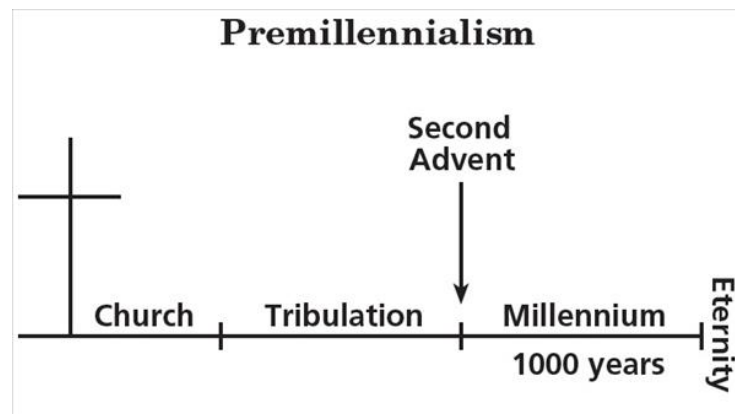 Premillennialism
Second
Advent
Church
Tribulation
Millennium
1000 years
Eternity